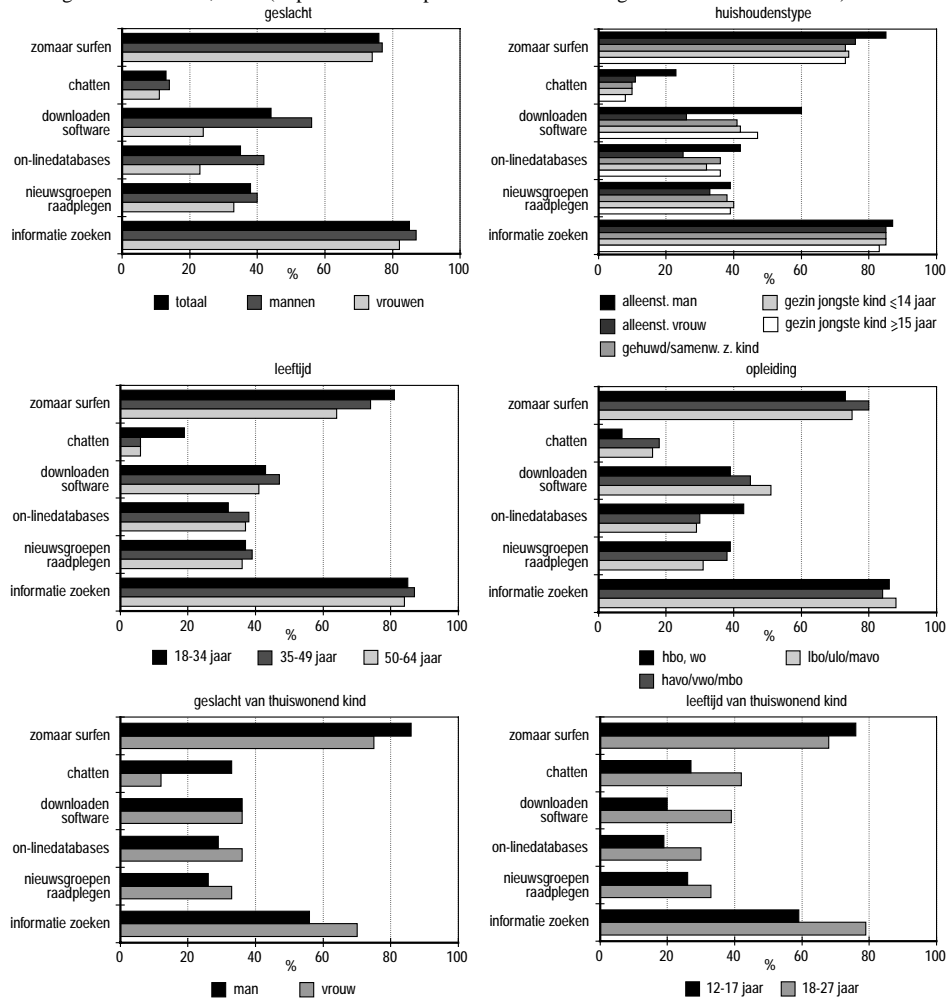 geslacht
zomaar surfen
chatten
downloaden
software
on-linedatabases
nieuwsgroepen
raadplegen
informatie zoeken
0 20 40 60 80 100
%
totaal mannen vrouwen
huishoudenstype
zomaar surfen
chatten
downloaden
software
on-linedatabases
nieuwsgroepen
raadplegen
informatie zoeken
0 20 40 60 80 100
%
alleenst. man
alleenst. vrouw
gehuwd/samenw. z. kind
gezin jongste kind ⩽14 jaar
gezin jongste kind ⩾15 jaar
leeftijd
zomaar surfen
chatten
downloaden
software
on-linedatabases
nieuwsgroepen
raadplegen
informatie zoeken
0 20 40 60 80 100
%
18-34 jaar 35-49 jaar 50-64 jaar
opleiding
zomaar surfen
chatten
downloaden
software
on-linedatabases
nieuwsgroepen
raadplegen
informatie zoeken
0 20 40 60 80 100
%
hbo, wo
havo/vwo/mbo
lbo/ulo/mavo
geslacht van thuiswonend kind
zomaar surfen
chatten
downloaden
software
on-linedatabases
nieuwsgroepen
raadplegen
informatie zoeken
0 20 40 60 80 100
%
man vrouw
leeftijd van thuiswonend kind
zomaar surfen
chatten
downloaden
software
on-linedatabases
nieuwsgroepen
raadplegen
informatie zoeken
0 20 40 60 80 100
%
12-17 jaar 18-27 jaar